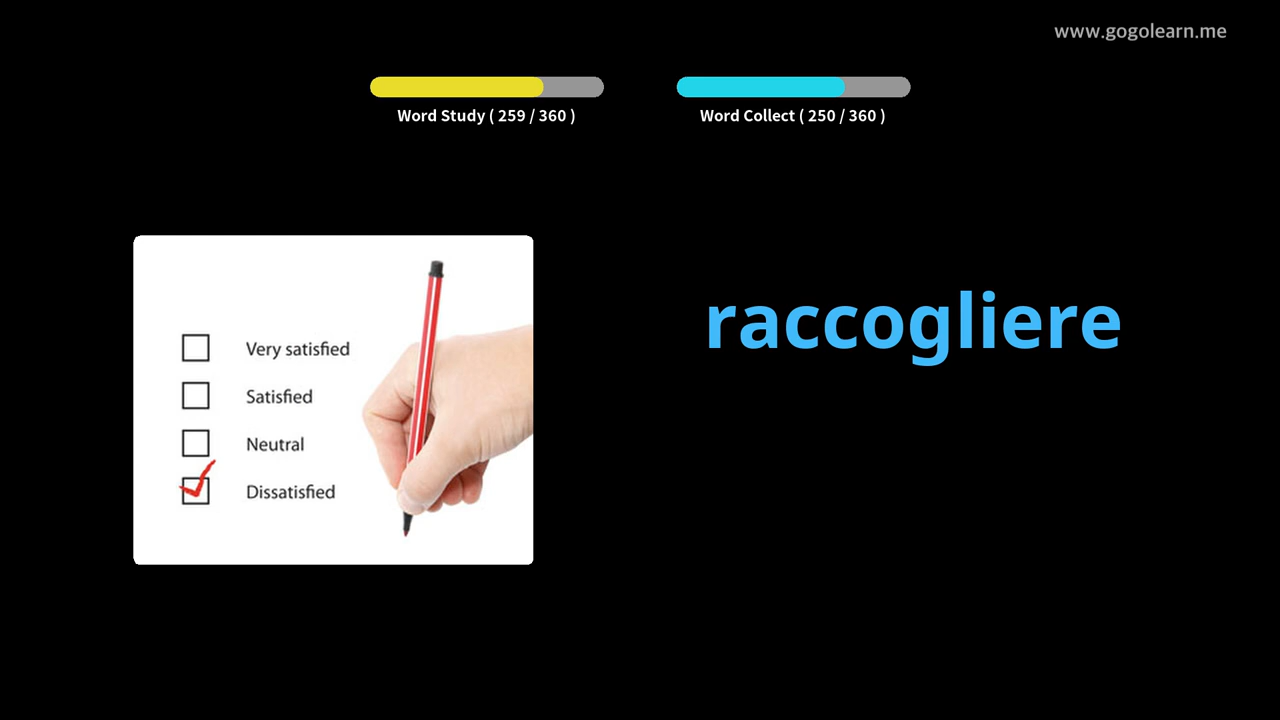 www.gogolearn.me
Word Study ( 259 / 360 )
Word Collect ( 250 / 360 )
raccogliere
Very satisfied
Satisfied
Neutral
Dissatisfied